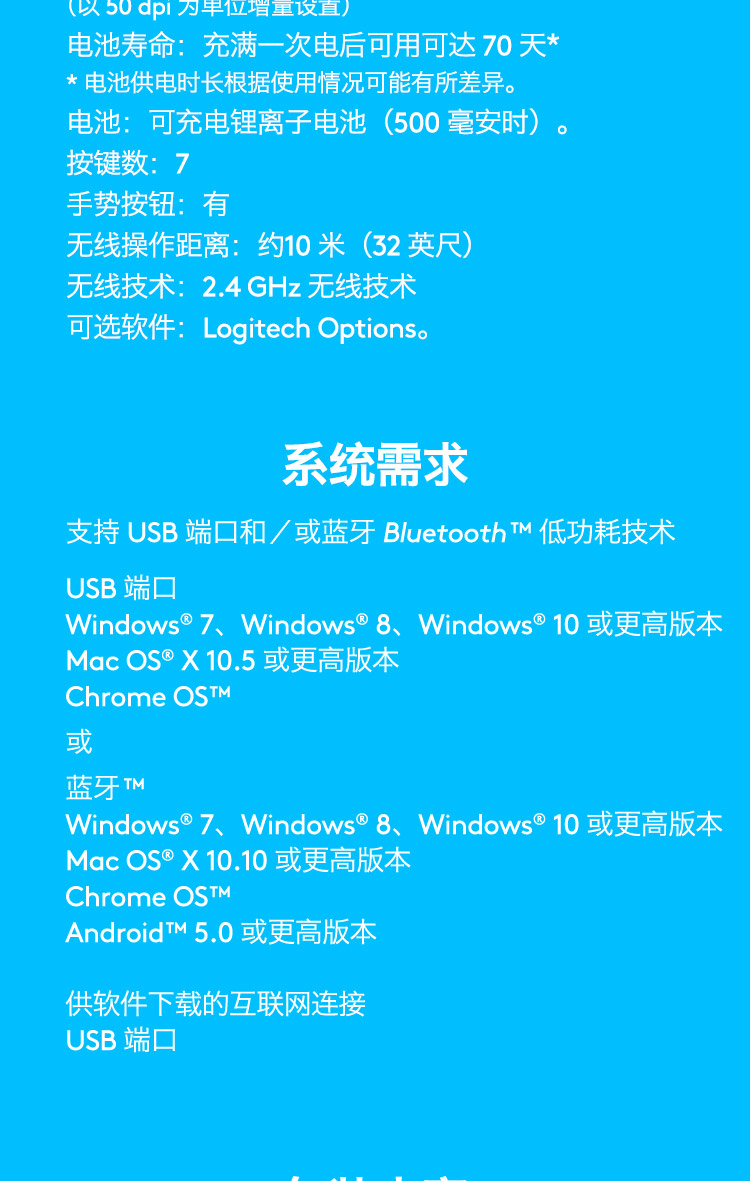 (以 50 dpi 为单位增量设置)
电池寿命：充满一次电后可用可达 70 天*
* 电池供电时长根据使用情况可能有所差异。
电池：可充电锂离子电池（500 毫安时）。
按键数：7
手势按钮：有
无线操作距离：约10 米（32 英尺）
无线技术：2.4 GHz 无线技术
可选软件：Logitech Options。
系统需求
支持 USB 端口和／或蓝牙 Bluetooth™ 低功耗技术
USB 端口
Windows® 7、Windows® 8、Windows® 10 或更高版本
Mac OS® X 10.5 或更高版本
Chrome OS™
或
蓝牙™
Windows® 7、Windows® 8、Windows® 10 或更高版本
Mac OS® X 10.10 或更高版本
Chrome OS™
Android™ 5.0 或更高版本
供软件下载的互联网连接
USB 端口